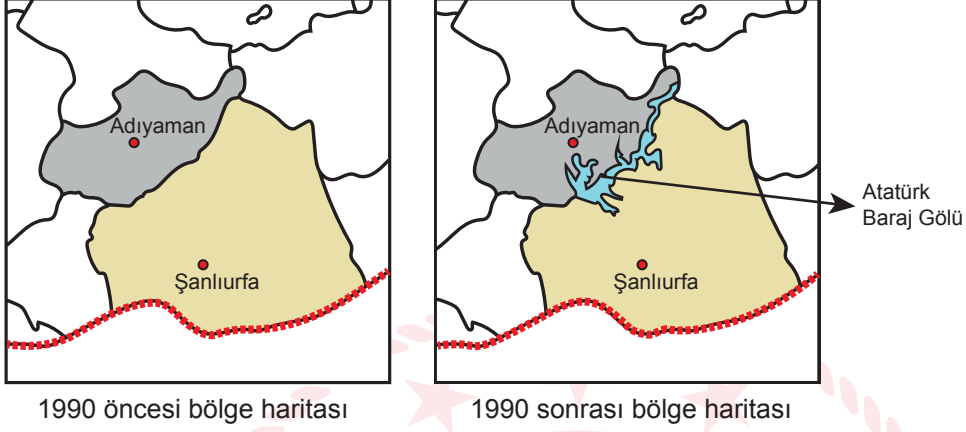 Adıyaman
Şanlıurfa
1990 öncesi bölge haritası
Adıyaman
Şanlıurfa
Atatürk
Baraj Gölü
1990 sonrası bölge haritası